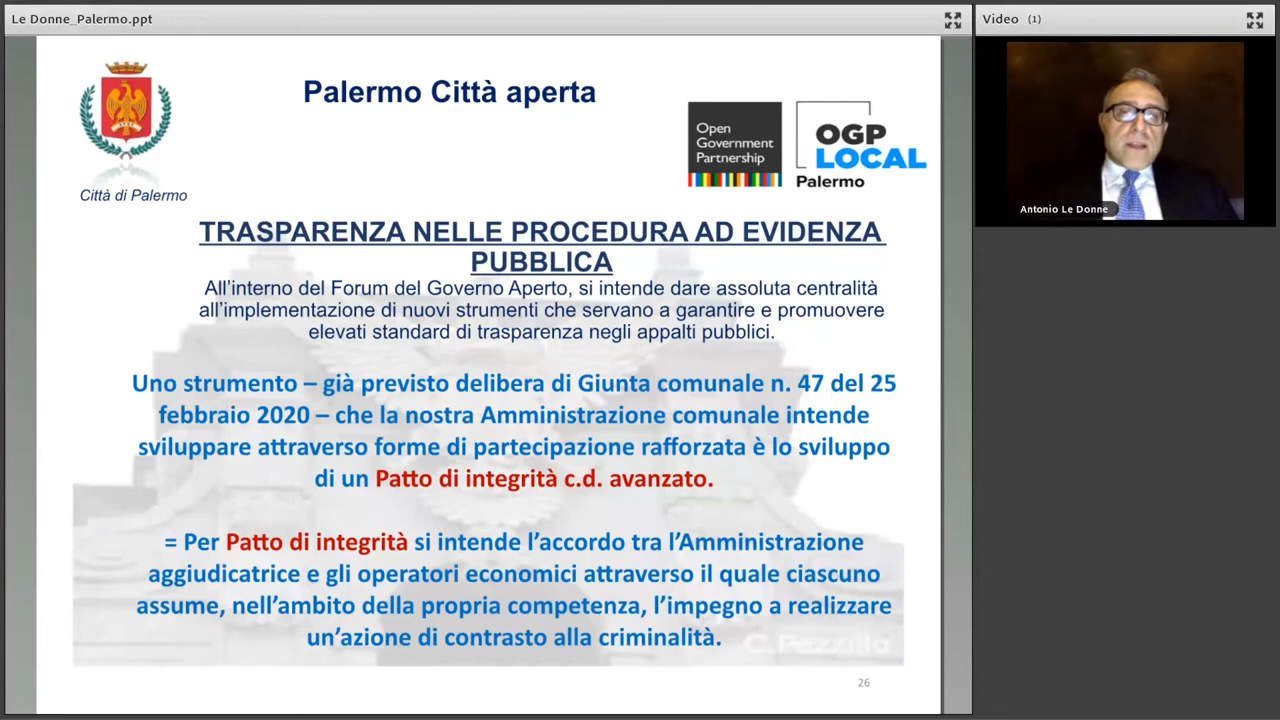 Le Donne_Palermo.ppt
Video (1)
Palermo Città aperta
Open
Government
Partnership
OGP
LOCAL
Palermo
Città di Palermo
TRASPARENZA NELLE PROCEDURA AD EVIDENZA
PUBBLICA
All’interno del Forum del Governo Aperto, si intende dare assoluta centralità
all’implementazione di nuovi strumenti che servano a garantire e promuovere
elevati standard di trasparenza negli appalti pubblici.
Uno strumento – già previsto delibera di Giunta comunale n. 47 del 25
febbraio 2020 – che la nostra Amministrazione comunale intende
sviluppare attraverso forme di partecipazione rafforzata è lo sviluppo
di un Patto di integrità c.d. avanzato.
= Per Patto di integrità si intende l’accordo tra l’Amministrazione
aggiudicatrice e gli operatori economici attraverso il quale ciascuno
assume, nell’ambito della propria competenza, l’impegno a realizzare
un’azione di contrasto alla criminalità.
C. Pezzilla
26
Antonio Le Donne